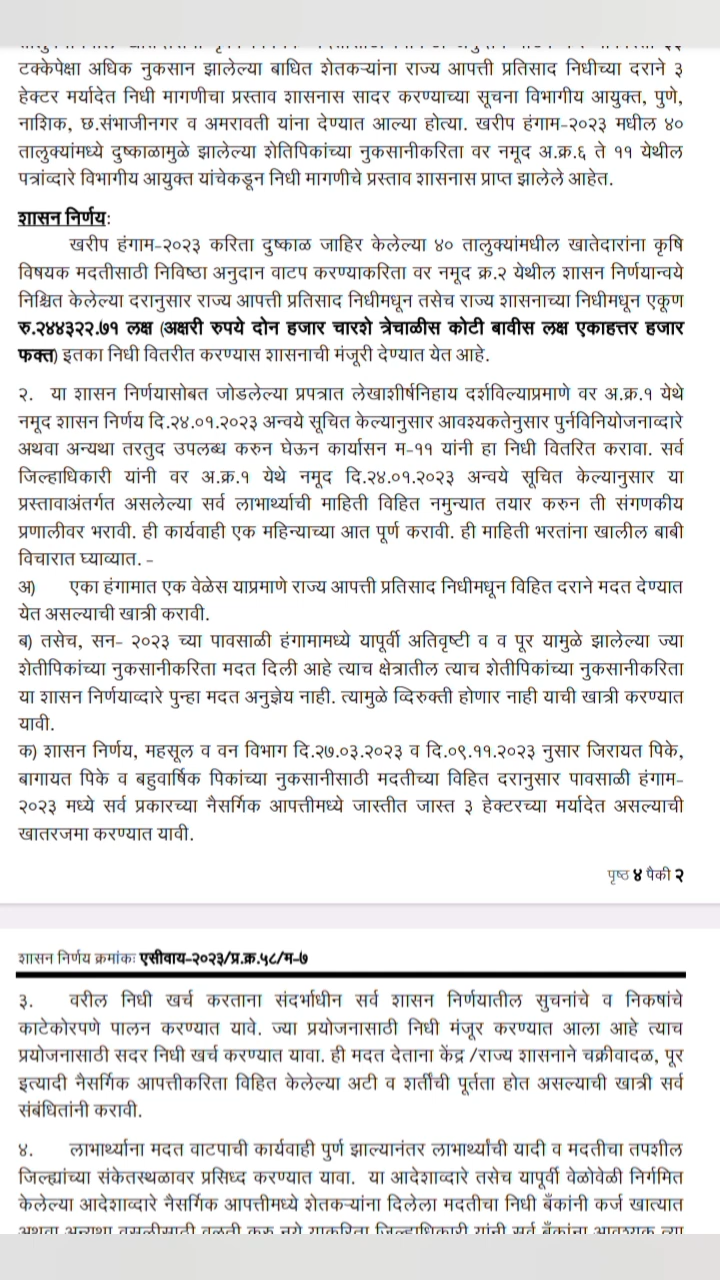 टक्केपेक्षा अधिक नुकसान झालेल्या बाधित शेतकऱ्यांना राज्य आपत्ती प्रतिसाद निधीच्या दराने ३
हेक्टर मर्यादेत निधी मागणीचा प्रस्ताव शासनास सादर करण्याच्या सूचना विभागीय आयुक्त, पुणे,
नाशिक, छ.संभाजीनगर व अमरावती यांना देण्यात आल्या होत्या. खरीप हंगाम-२०२३ मधील ४०
तालुक्यांमध्ये दुष्काळामुळे झालेल्या शेतिपिकांच्या नुकसानीकरिता वर नमूद अ.क्र.६ ते ११ येथील
पत्रांव्दारे विभागीय आयुक्त यांचेकडून निधी मागणीचे प्रस्ताव शासनास प्राप्त झालेले आहेत.
शासन निर्णय:
खरीप हंगाम-२०२३ करिता दुष्काळ जाहिर केलेल्या ४० तालुक्यांमधील खातेदारांना कृषि
विषयक मदतीसाठी निविष्ठा अनुदान वाटप करण्याकरिता वर नमूद क्र.२ येथील शासन निर्णयान्वये
निश्चित केलेल्या दरानुसार राज्य आपत्ती प्रतिसाद निधीमधून तसेच राज्य शासनाच्या निधीमधून एकूण
रु.२४४३२२.७१ लक्ष (अक्षरी रुपये दोन हजार चारशे त्रेचाळीस कोटी बावीस लक्ष एकाहत्तर हजार
फक्त) इतका निधी वितरीत करण्यास शासनाची मंजूरी देण्यात येत आहे.
२. या शासन निर्णयासोबत जोडलेल्या प्रपत्रात लेखाशीर्षनिहाय दर्शविल्याप्रमाणे वर अ.क्र.१ येथे
नमूद शासन निर्णय दि.२४.०१.२०२३ अन्वये सूचित केल्यानुसार आवश्यकतेनुसार पुर्नविनियोजनाव्दारे
अथवा अन्यथा तरतुद उपलब्ध करुन घेऊन कार्यासन म-११ यांनी हा निधी वितरित करावा. सर्व
जिल्हाधिकारी यांनी वर अ.क्र.१ येथे नमूद दि.२४.०१.२०२३ अन्वये सूचित केल्यानुसार या
प्रस्तावाअंतर्गत असलेल्या सर्व लाभार्थ्याची माहिती विहित नमुन्यात तयार करुन ती संगणकीय
प्रणालीवर भरावी. ही कार्यवाही एक महिन्याच्या आत पूर्ण करावी. ही माहिती भरतांना खालील बाबी
विचारात घ्याव्यात. -
अ) एका हंगामात एक वेळेस याप्रमाणे राज्य आपत्ती प्रतिसाद निधीमधून विहित दराने मदत देण्यात
येत असल्याची खात्री करावी.
ब) तसेच, सन- २०२३ च्या पावसाळी हंगामामध्ये यापूर्वी अतिवृष्टी व व पूर यामुळे झालेल्या ज्या
शेतीपिकांच्या नुकसानीकरिता मदत दिली आहे त्याच क्षेत्रातील त्याच शेतीपिकांच्या नुकसानीकरिता
या शासन निर्णयाव्दारे पुन्हा मदत अनुज्ञेय नाही. त्यामुळे व्दिरुक्ती होणार नाही याची खात्री करण्यात
यावी.
क) शासन निर्णय, महसूल व वन विभाग दि.२७.०३.२०२३ व दि.०९.११.२०२३ नुसार जिरायत पिके,
बागायत पिके व बहुवार्षिक पिकांच्या नुकसानीसाठी मदतीच्या विहित दरानुसार पावसाळी हंगाम-
२०२३ मध्ये सर्व प्रकारच्या नैसर्गिक आपत्तीमध्ये जास्तीत जास्त ३ हेक्टरच्या मर्यादेत असल्याची
खातरजमा करण्यात यावी.
पृष्ठ ४ पैकी २
शासन निर्णय क्रमांकः एसीवाय-२०२३/प्र.क्र.५८/म-७
३. वरील निधी खर्च करताना संदर्भाधीन सर्व शासन निर्णयातील सुचनांचे व निकषांचे
काटेकोरपणे पालन करण्यात यावे. ज्या प्रयोजनासाठी निधी मंजूर करण्यात आला आहे त्याच
प्रयोजनासाठी सदर निधी खर्च करण्यात यावा. ही मदत देताना केंद्र /राज्य शासनाने चक्रीवादळ, पूर
इत्यादी नैसर्गिक आपत्तीकरिता विहित केलेल्या अटी व शर्तींची पूर्तता होत असल्याची खात्री सर्व
संबंधितांनी करावी.
४. लाभार्थ्यांना मदत वाटपाची कार्यवाही पुर्ण झाल्यानंतर लाभार्थ्यांची यादी व मदतीचा तपशील
जिल्ह्यांच्या संकेतस्थळावर प्रसिध्द करण्यात यावा. या आदेशाव्दारे तसेच यापूर्वी वेळोवेळी निर्गमित
केलेल्या आदेशाव्दारे नैसर्गिक आपत्तीमध्ये शेतकऱ्यांना दिलेला मदतीचा निधी बँकांनी कर्ज खात्यात
अथवा अन्यथा वसुलीसाठी वळती करु नये याकरिता जिल्हाधिकारी यांनी सर्व बँकांना आवश्यक त्या